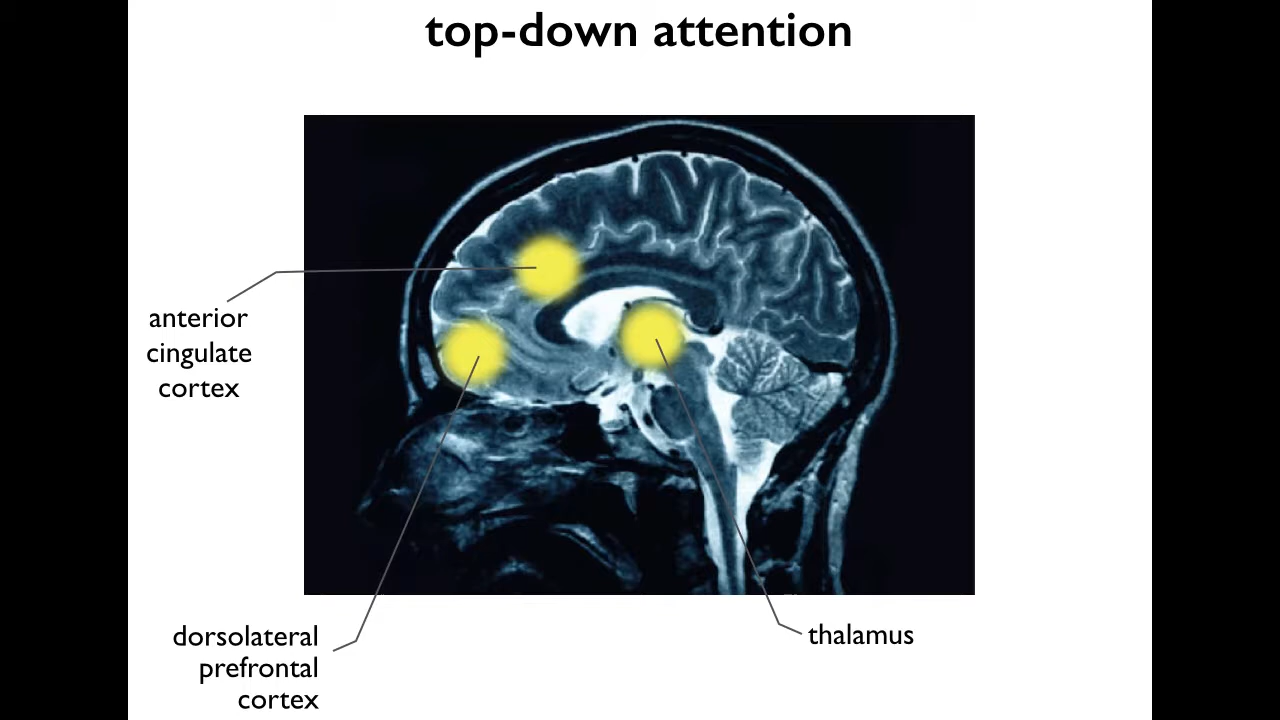 top-down attention
anterior
cingulate
cortex
dorsolateral
prefrontal
cortex
thalamus